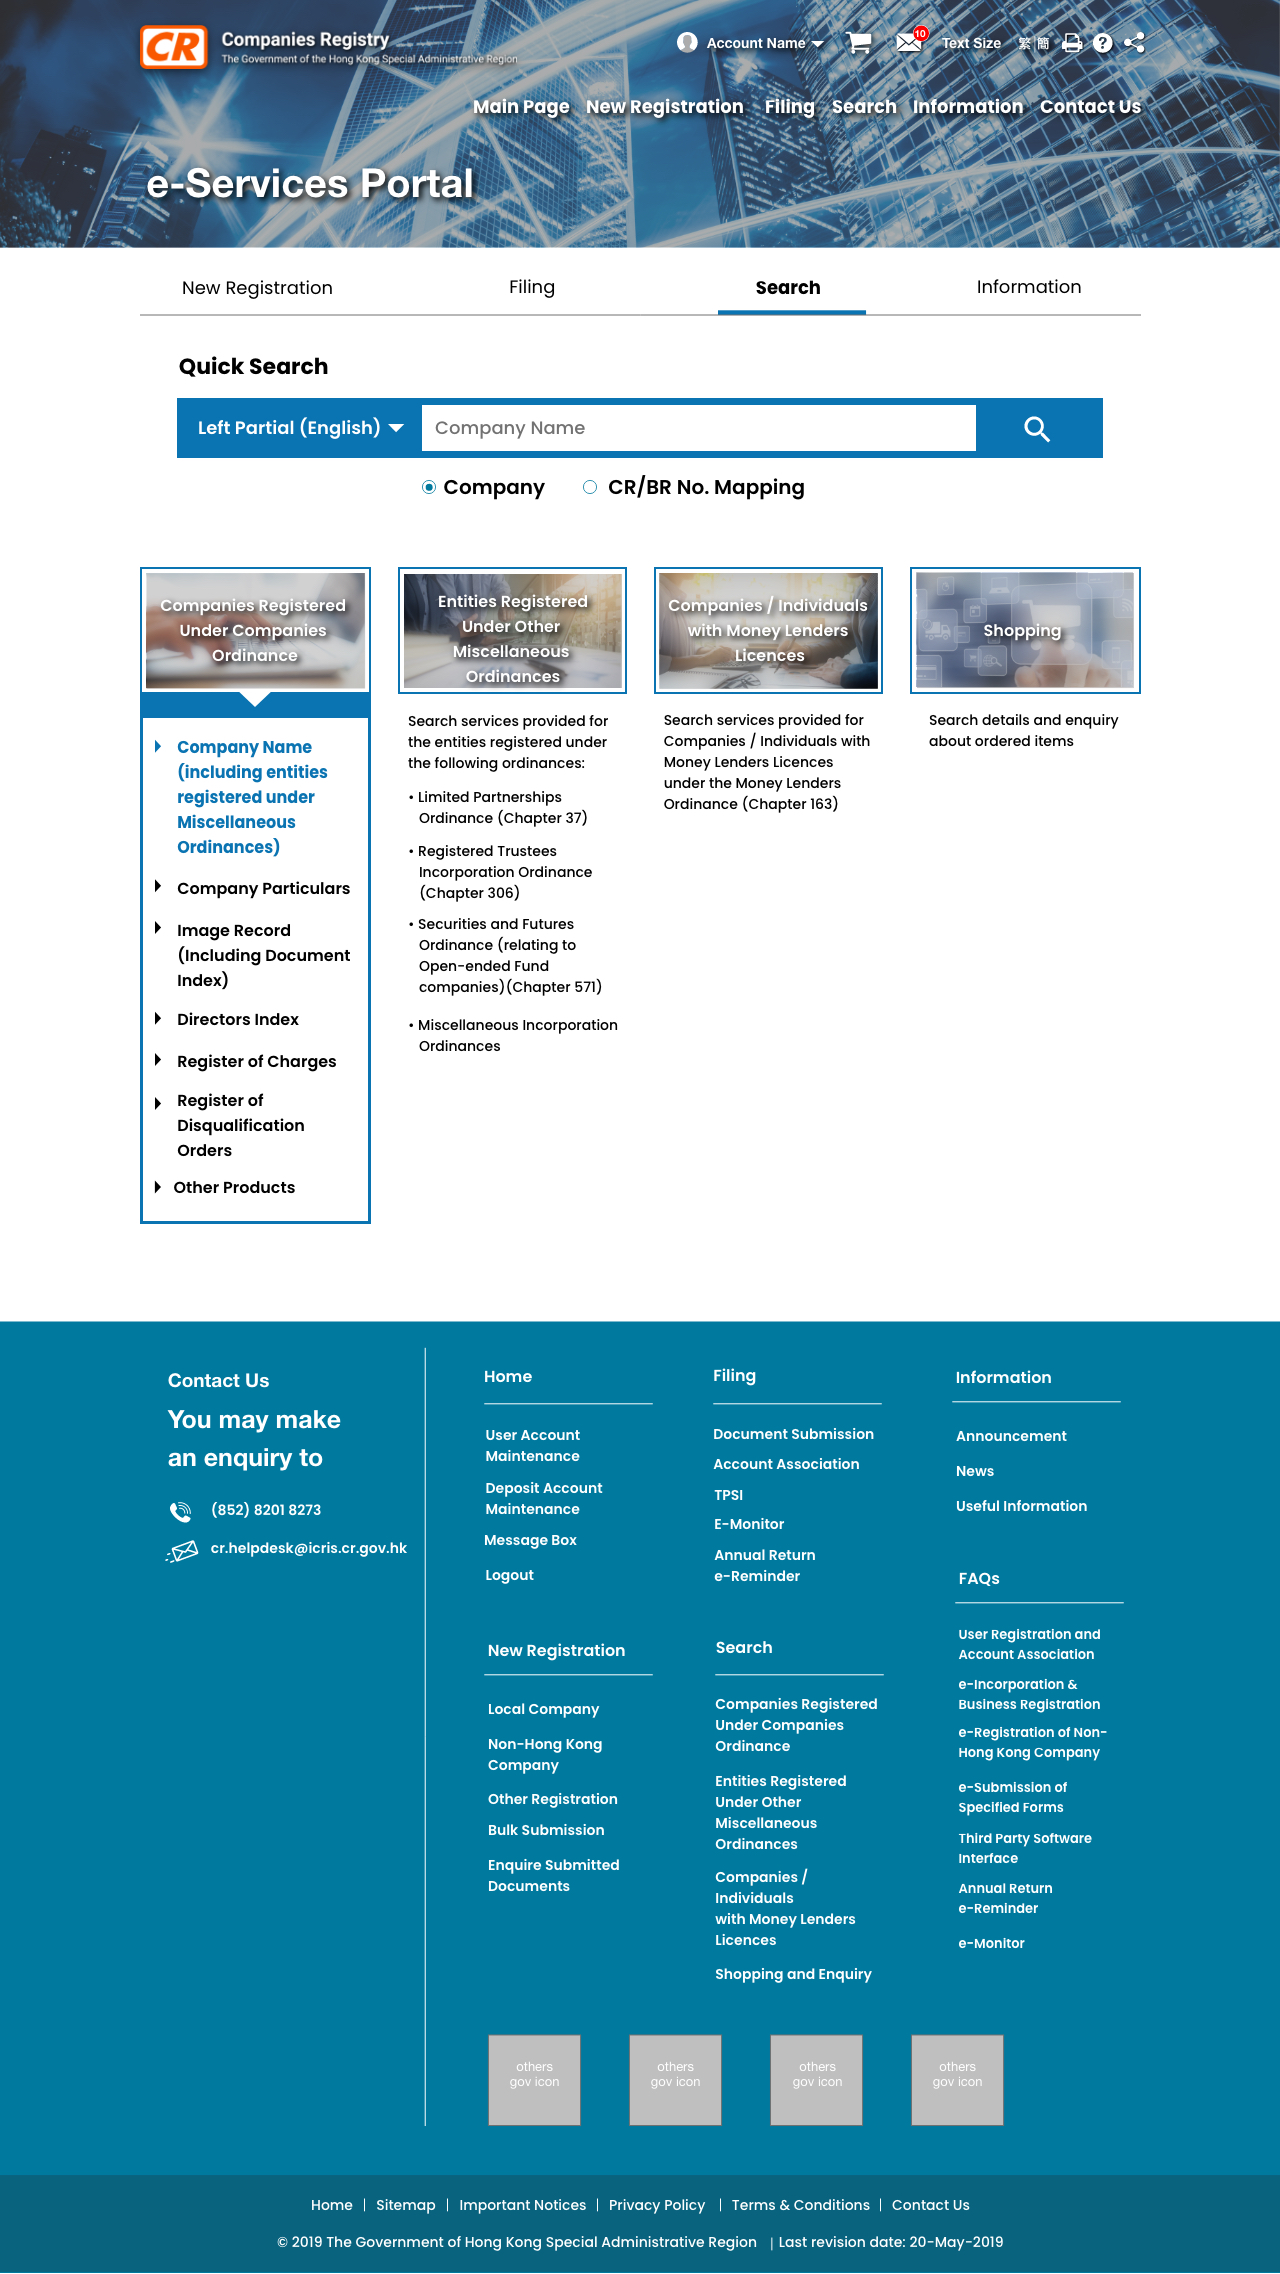 CR
Companies Registry
The Government of the Hong Kong Special Administrative Region
Account Name
10
Text Size
繁 簡
Main Page New Registration Filing Search Information Contact Us
e-Services Portal
New Registration Filing Search Information
Quick Search
Left Partial (English) Company Name
Company CR/BR No. Mapping
Companies Registered
Under Companies
Ordinance
Company Name
(including entities
registered under
Miscellaneous
Ordinances)
Company Particulars
Image Record
(Including Document
Index)
Directors Index
Register of Charges
Register of
Disqualification
Orders
Other Products
Entities Registered
Under Other
Miscellaneous
Ordinances
Search services provided for
the entities registered under
the following ordinances:
• Limited Partnerships
Ordinance (Chapter 37)
• Registered Trustees
Incorporation Ordinance
(Chapter 306)
• Securities and Futures
Ordinance (relating to
Open-ended Fund
companies)(Chapter 571)
• Miscellaneous Incorporation
Ordinances
Companies / Individuals
with Money Lenders
Licences
Search services provided for
Companies / Individuals with
Money Lenders Licences
under the Money Lenders
Ordinance (Chapter 163)
Shopping
Search details and enquiry
about ordered items
Contact Us
You may make
an enquiry to
(852) 8201 8273
cr.helpdesk@icris.cr.gov.hk
Home
User Account
Maintenance
Deposit Account
Maintenance
Message Box
Logout
Filing
Document Submission
Account Association
TPSI
E-Monitor
Annual Return
e-Reminder
Information
Announcement
News
Useful Information
New Registration
Local Company
Non-Hong Kong
Company
Other Registration
Bulk Submission
Enquire Submitted
Documents
Search
Companies Registered
Under Companies
Ordinance
Entities Registered
Under Other
Miscellaneous
Ordinances
Companies /
Individuals
with Money Lenders
Licences
Shopping and Enquiry
FAQs
User Registration and
Account Association
e-Incorporation &
Business Registration
e-Registration of Non-
Hong Kong Company
e-Submission of
Specified Forms
Third Party Software
Interface
Annual Return
e-Reminder
e-Monitor
others
gov icon
others
gov icon
others
gov icon
others
gov icon
Home | Sitemap | Important Notices | Privacy Policy | Terms & Conditions | Contact Us
© 2019 The Government of Hong Kong Special Administrative Region | Last revision date: 20-May-2019